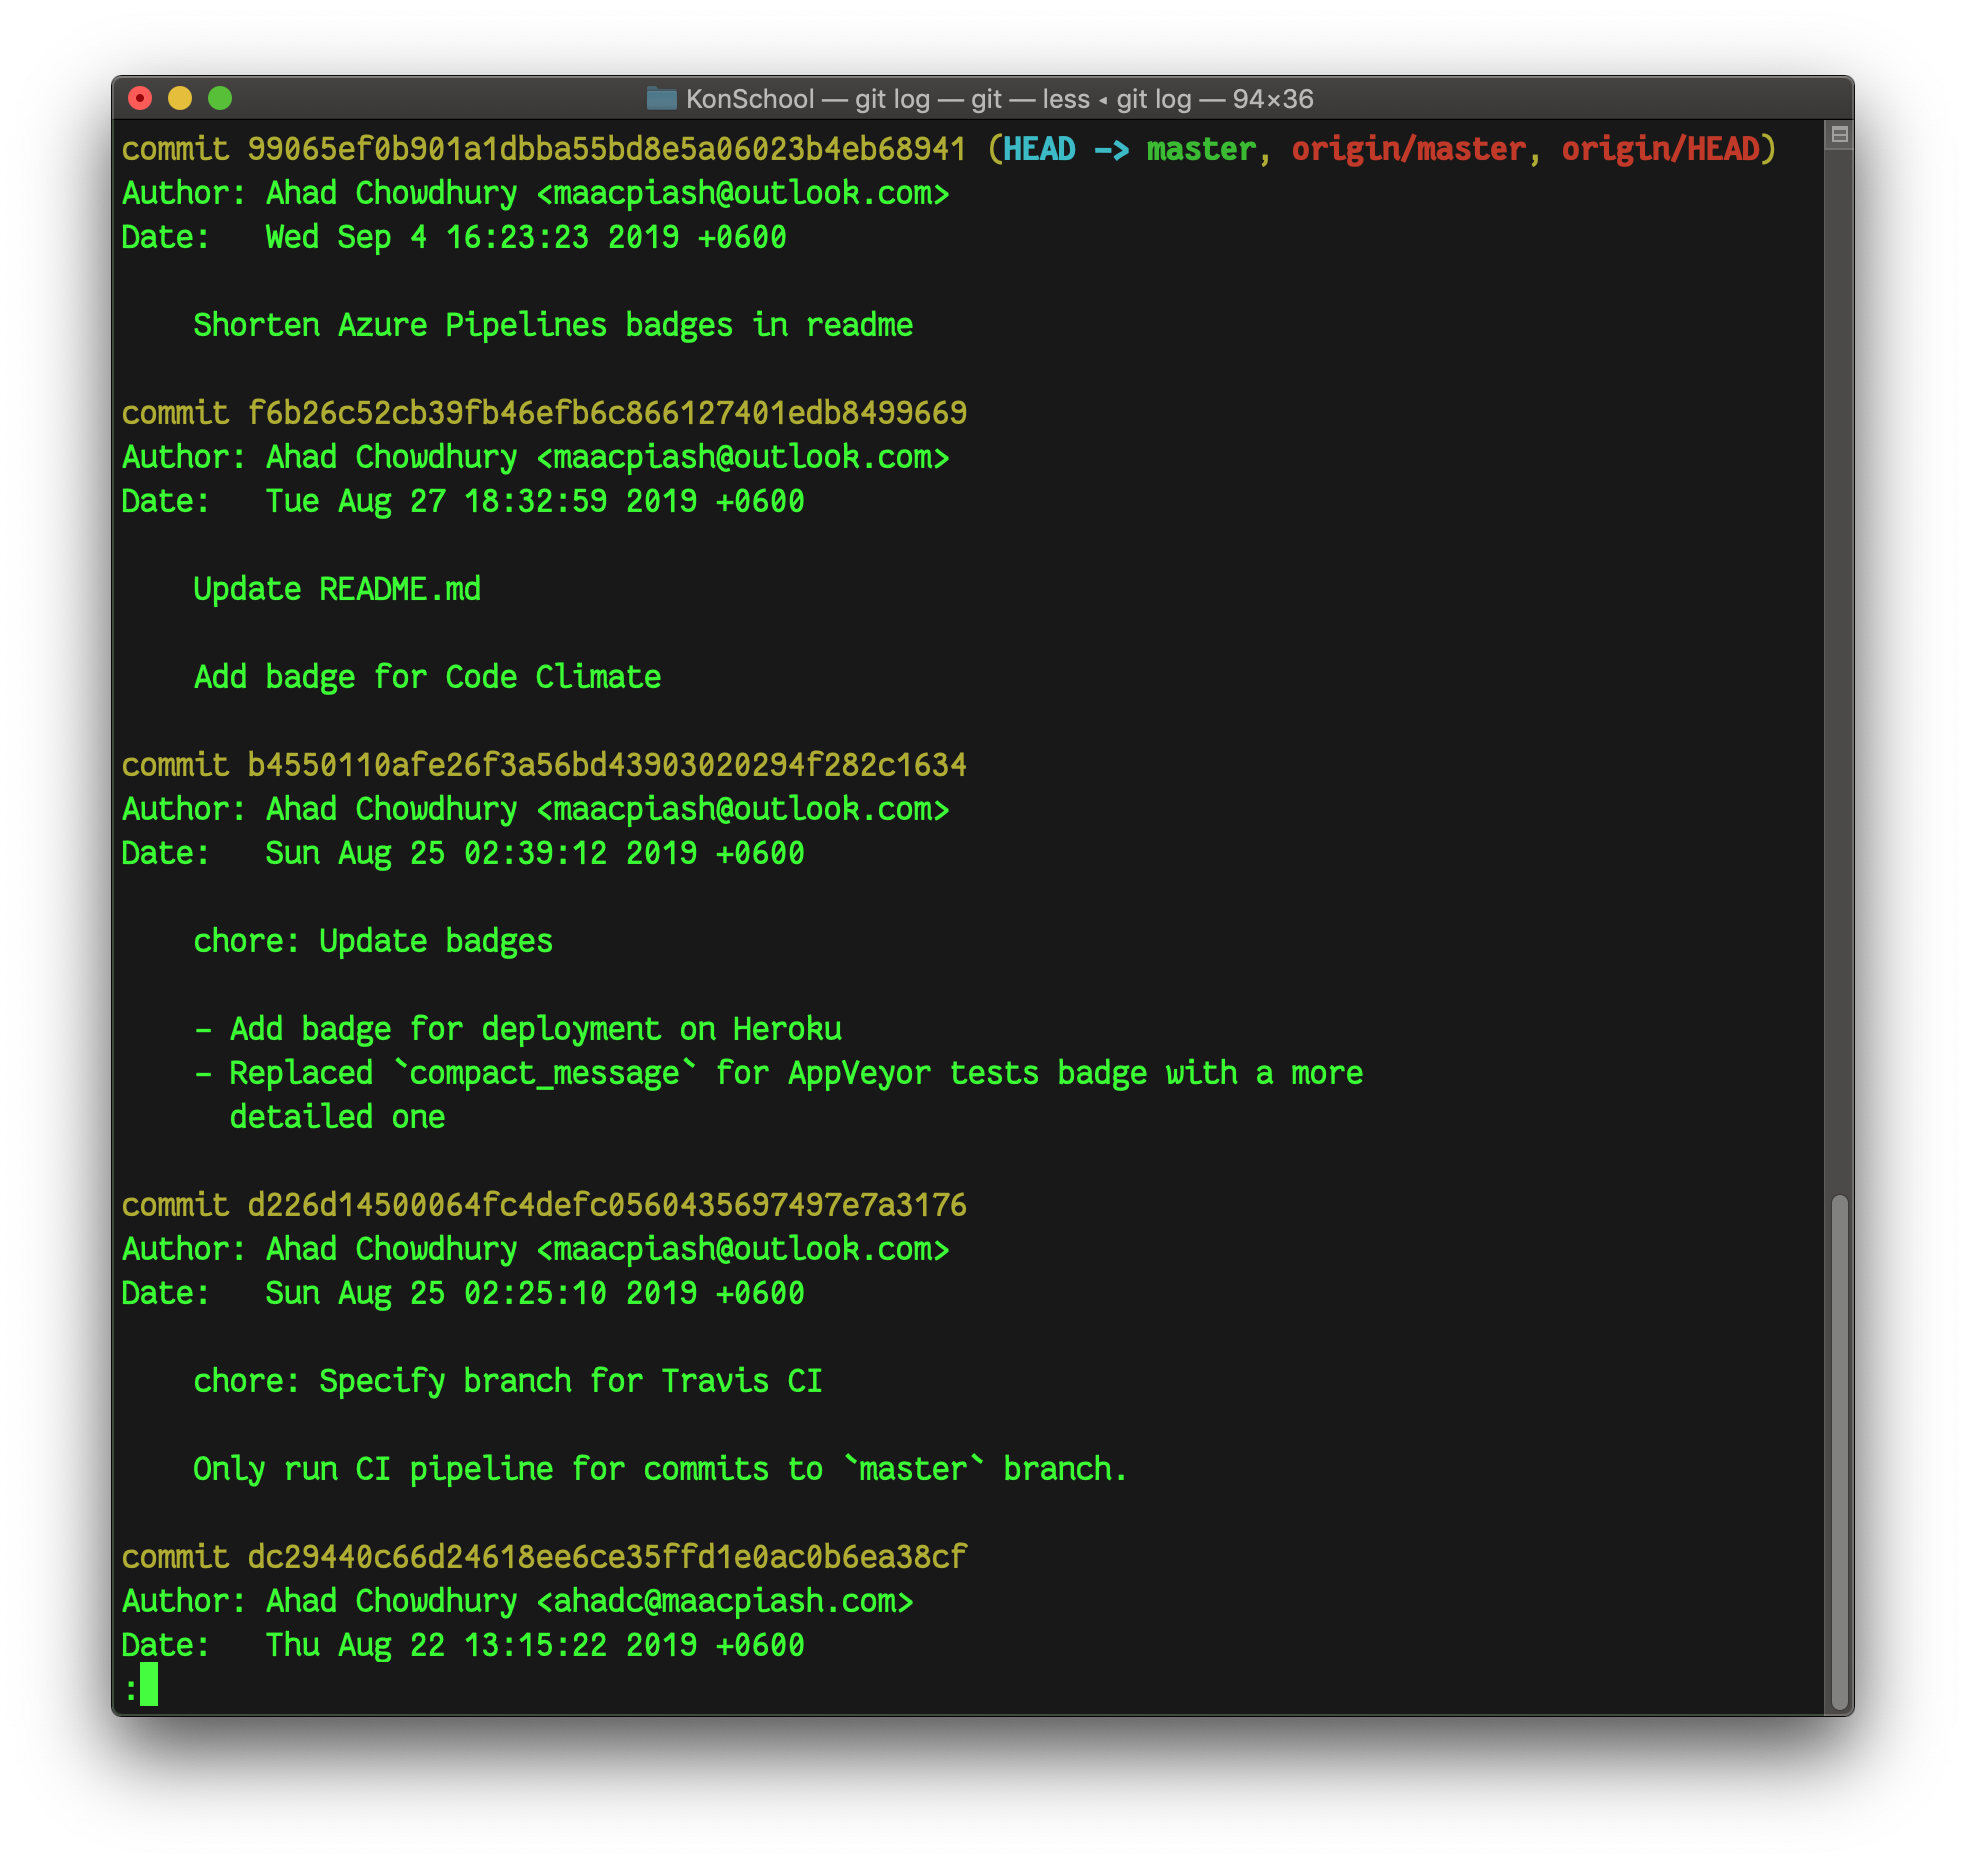 KonSchool — git log — git — less ◂ git log — 94×36
commit 99065ef0b901a1dbba55bd8e5a06023b4eb68941 (HEAD -> master, origin/master, origin/HEAD)
Author: Ahad Chowdhury <maacpiash@outlook.com>
Date:   Wed Sep 4 16:23:23 2019 +0600
    Shorten Azure Pipelines badges in readme
commit f6b26c52cb39fb46efb6c866127401edb8499669
Author: Ahad Chowdhury <maacpiash@outlook.com>
Date:   Tue Aug 27 18:32:59 2019 +0600
    Update README.md
    Add badge for Code Climate
commit b4550110afe26f3a56bd43903020294f282c1634
Author: Ahad Chowdhury <maacpiash@outlook.com>
Date:   Sun Aug 25 02:39:12 2019 +0600
    chore: Update badges
    - Add badge for deployment on Heroku
    - Replaced `compact_message` for AppVeyor tests badge with a more
      detailed one
commit d226d14500064fc4defc0560435697497e7a3176
Author: Ahad Chowdhury <maacpiash@outlook.com>
Date:   Sun Aug 25 02:25:10 2019 +0600
    chore: Specify branch for Travis CI
    Only run CI pipeline for commits to `master` branch.
commit dc29440c66d24618ee6ce35ffd1e0ac0b6ea38cf
Author: Ahad Chowdhury <ahadc@maacpiash.com>
Date:   Thu Aug 22 13:15:22 2019 +0600
: